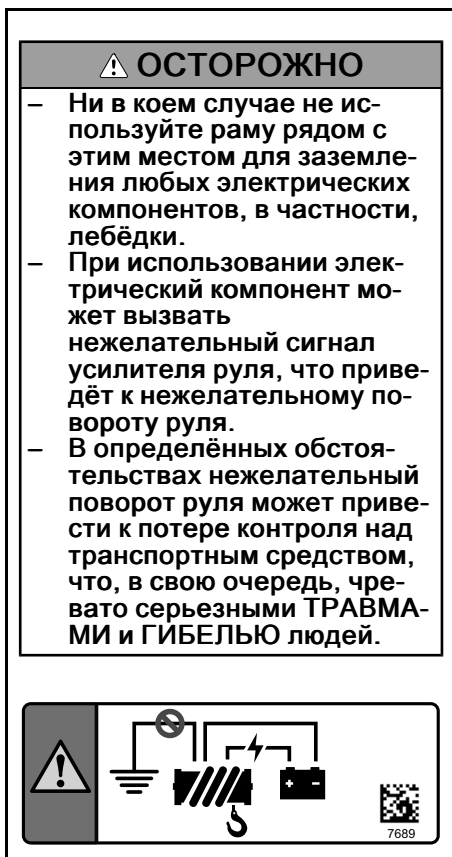 ⚠ ОСТОРОЖНО
– Ни в коем случае не ис-
пользуйте раму рядом с
этим местом для заземле-
ния любых электрических
компонентов, в частности,
лебёдки.
– При использовании элек-
трический компонент мо-
жет вызвать
нежелательный сигнал
усилителя руля, что приве-
дёт к нежелательному по-
вороту руля.
– В определённых обстоя-
тельствах нежелательный
поворот руля может приве-
сти к потере контроля над
транспортным средством,
что, в свою очередь, чре-
вато серьезными ТРАВМА-
МИ и ГИБЕЛЬЮ людей.
7689